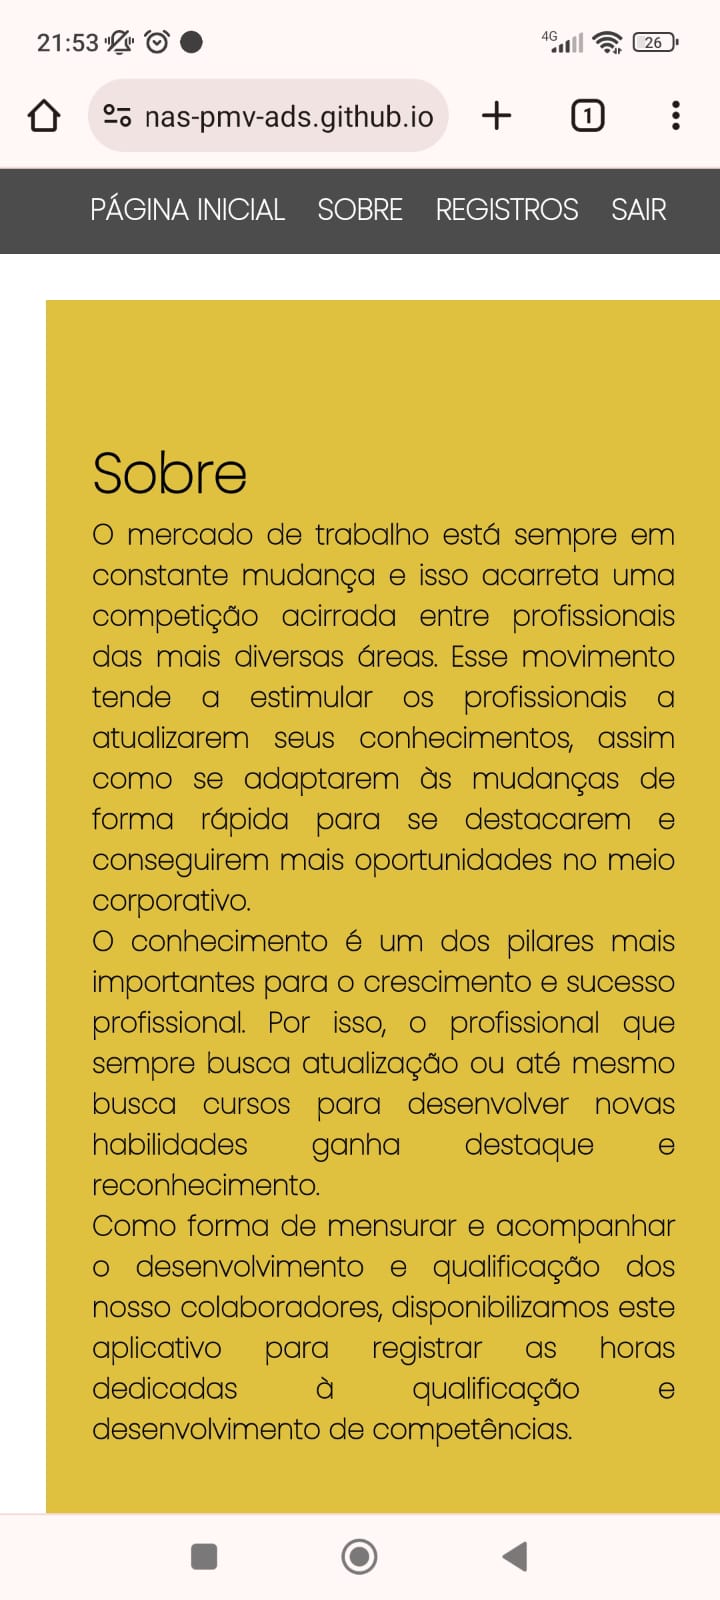 21:53
4G
26
nas-pmv-ads.github.io
1
PÁGINA INICIAL SOBRE REGISTROS SAIR
Sobre
O mercado de trabalho está sempre em
constante mudança e isso acarreta uma
competição acirrada entre profissionais
das mais diversas áreas. Esse movimento
tende a estimular os profissionais a
atualizarem seus conhecimentos, assim
como se adaptarem às mudanças de
forma rápida para se destacarem e
conseguirem mais oportunidades no meio
corporativo.
O conhecimento é um dos pilares mais
importantes para o crescimento e sucesso
profissional. Por isso, o profissional que
sempre busca atualização ou até mesmo
busca cursos para desenvolver novas
habilidades ganha destaque e
reconhecimento.
Como forma de mensurar e acompanhar
o desenvolvimento e qualificação dos
nosso colaboradores, disponibilizamos este
aplicativo para registrar as horas
dedicadas à qualificação e
desenvolvimento de competências.